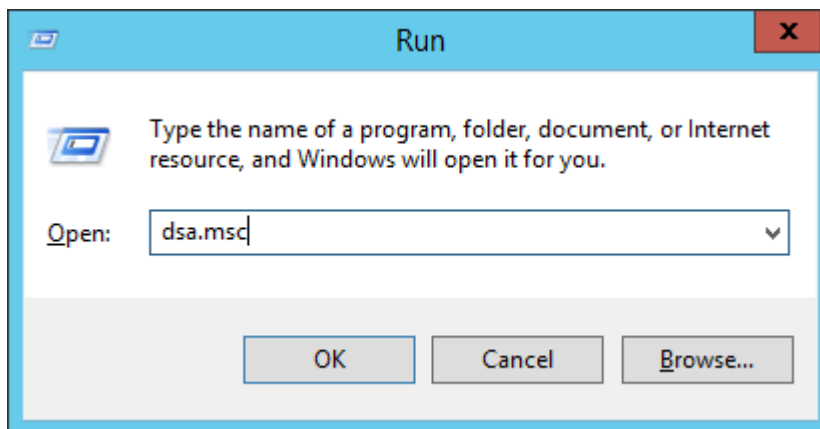 Run
x
Type the name of a program, folder, document, or Internet
resource, and Windows will open it for you.
Open: dsa.msc
OK Cancel Browse...